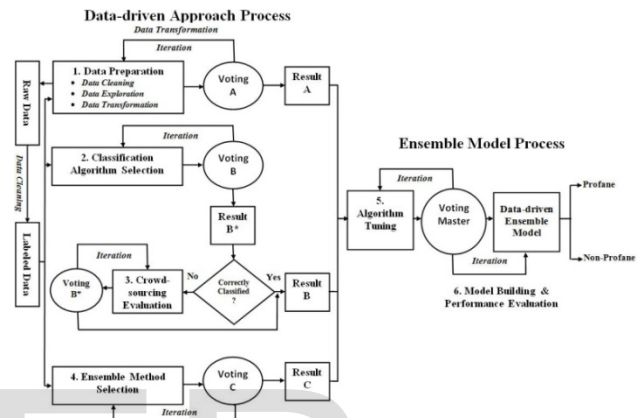 Data-driven Approach Process
Data Transformation
Iteration
1. Data Preparation
• Data Cleaning
• Data Exploration
• Data Transformation
Voting
A
Result
A
Raw Data
Data Cleaning
Labeled Data
Iteration
2. Classification
Algorithm Selection
Voting
B
Result
B*
Iteration
Voting
B*
3. Crowd-
sourcing
Evaluation
No
Correctly
Classified
?
Yes
Result
B
4. Ensemble Method
Selection
Iteration
Voting
C
Result
C
Ensemble Model Process
Iteration
5.
Algorithm
Tuning
Voting
Master
Iteration
Data-driven
Ensemble
Model
Profane
Non-Profane
6. Model Building &
Performance Evaluation